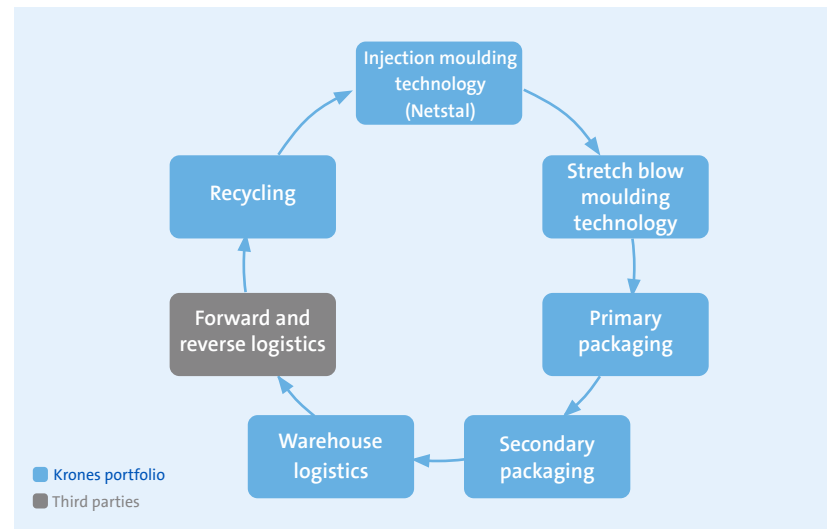 Injection moulding
technology
(Netstal)
Stretch blow
moulding
technology
Primary
packaging
Secondary
packaging
Warehouse
logistics
Forward and
reverse logistics
Recycling
Krones portfolio
Third parties